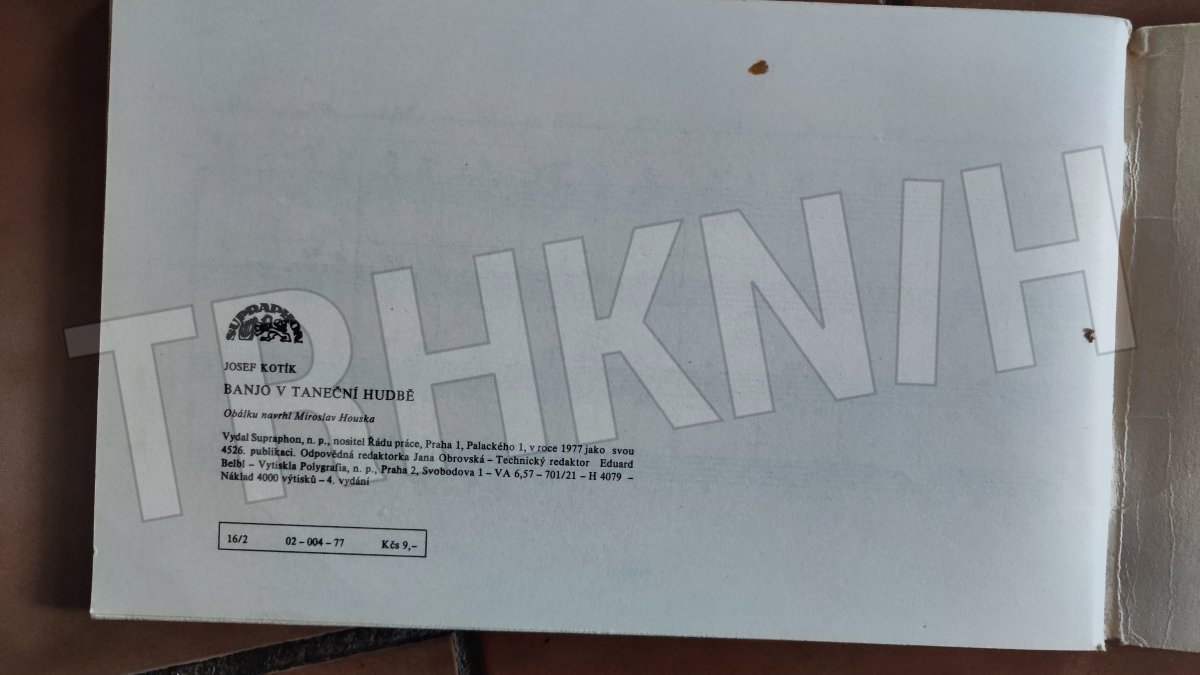 TRHKNIH
SUPRAPHON
JOSEF KOTÍK
BANJO V TANEČNÍ HUDBĚ
Obálku navrhl Miroslav Houska
Vydal Supraphon, n. p., nositel Řádu práce, Praha 1, Palackého 1, v roce 1977 jako svou
4526. publikaci. Odpovědná redaktorka Jana Obrovská – Technický redaktor Eduard
Belbl – Vytiskla Polygrafia, n. p., Praha 2, Svobodova 1 – VA 6,57 – 701/21 – H 4079 –
Náklad 4000 výtisků – 4. vydání
16/2 02–004–77 Kčs 9,–